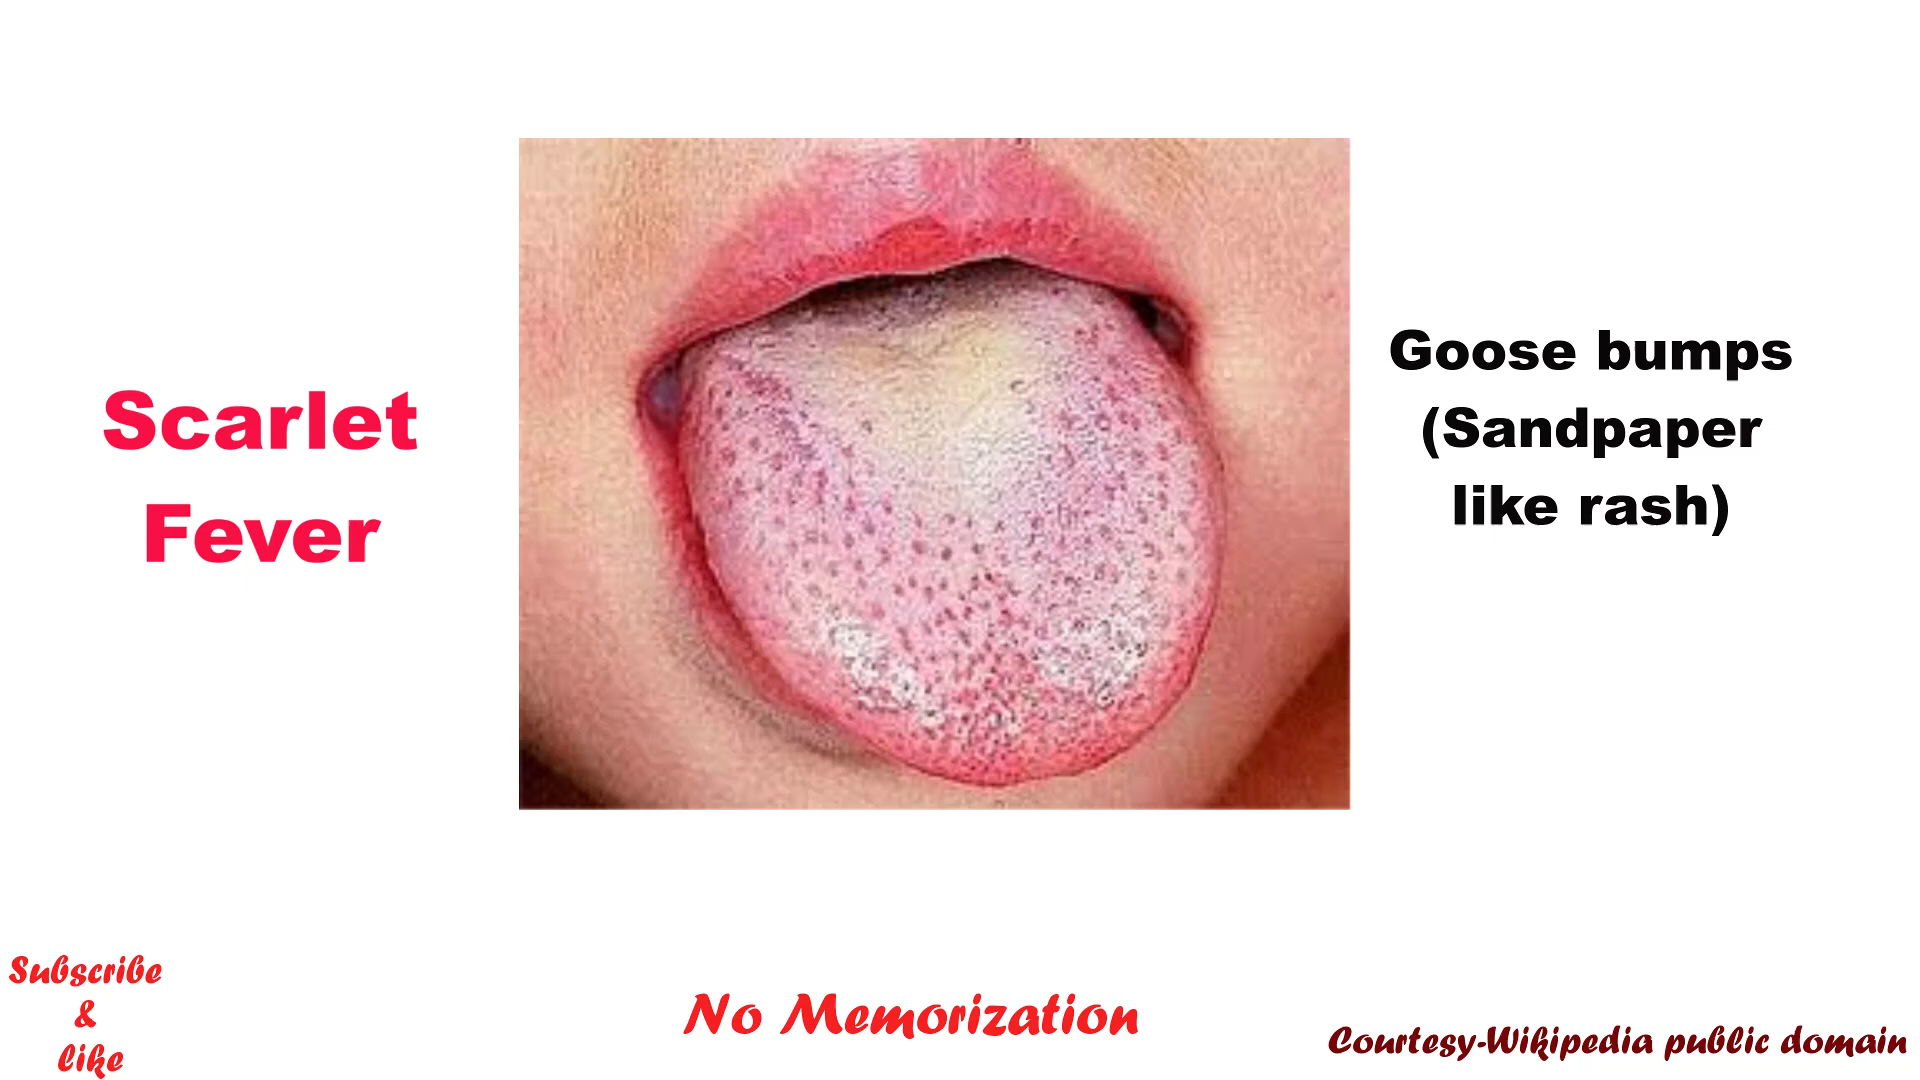 Scarlet
Fever
Goose bumps
(Sandpaper
like rash)
Subscribe
&
like
No Memorization
Courtesy-Wikipedia public domain